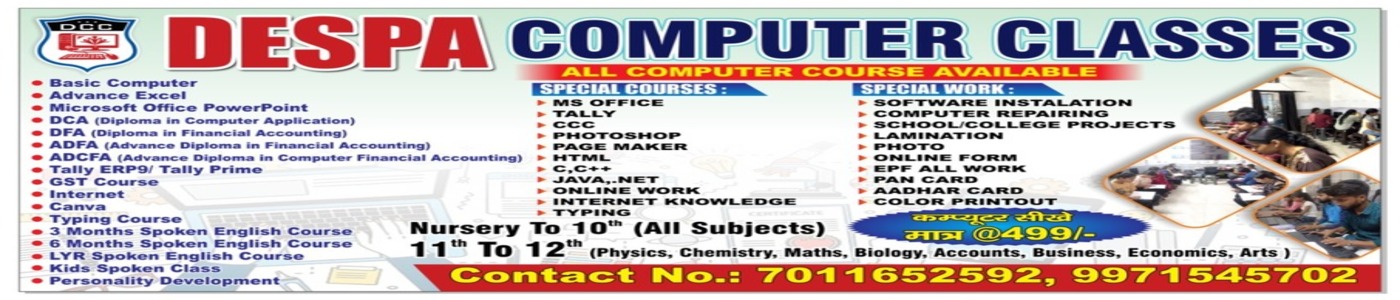 DCC
DESPA COMPUTER CLASSES
ALL COMPUTER COURSE AVAILABLE
Basic Computer
Advance Excel
Microsoft Office PowerPoint
DCA (Diploma in Computer Application)
DFA (Diploma in Financial Accounting)
ADFA (Advance Diploma in Financial Accounting)
ADCFA (Advance Diploma in Computer Financial Accounting)
Tally ERP9/ Tally Prime
GST Course
Internet
Canva
Typing Course
3 Months Spoken English Course
6 Months Spoken English Course
LYR Spoken English Course
Kids Spoken Class
Personality Development
SPECIAL COURSES :
MS OFFICE
TALLY
CCC
PHOTOSHOP
PAGE MAKER
HTML
C,C++
JAVA,.NET
ONLINE WORK
INTERNET KNOWLEDGE
TYPING
SPECIAL WORK :
SOFTWARE INSTALATION
COMPUTER REPAIRING
SCHOOL/COLLEGE PROJECTS
LAMINATION
PHOTO
ONLINE FORM
EPF ALL WORK
PAN CARD
AADHAR CARD
COLOR PRINTOUT
कम्प्यूटर सीखे
मात्र @499/-
Nursery To 10th (All Subjects)
11th To 12th (Physics, Chemistry, Maths, Biology, Accounts, Business, Economics, Arts )
CERTIFICATE
Contact No.: 7011652592, 9971545702